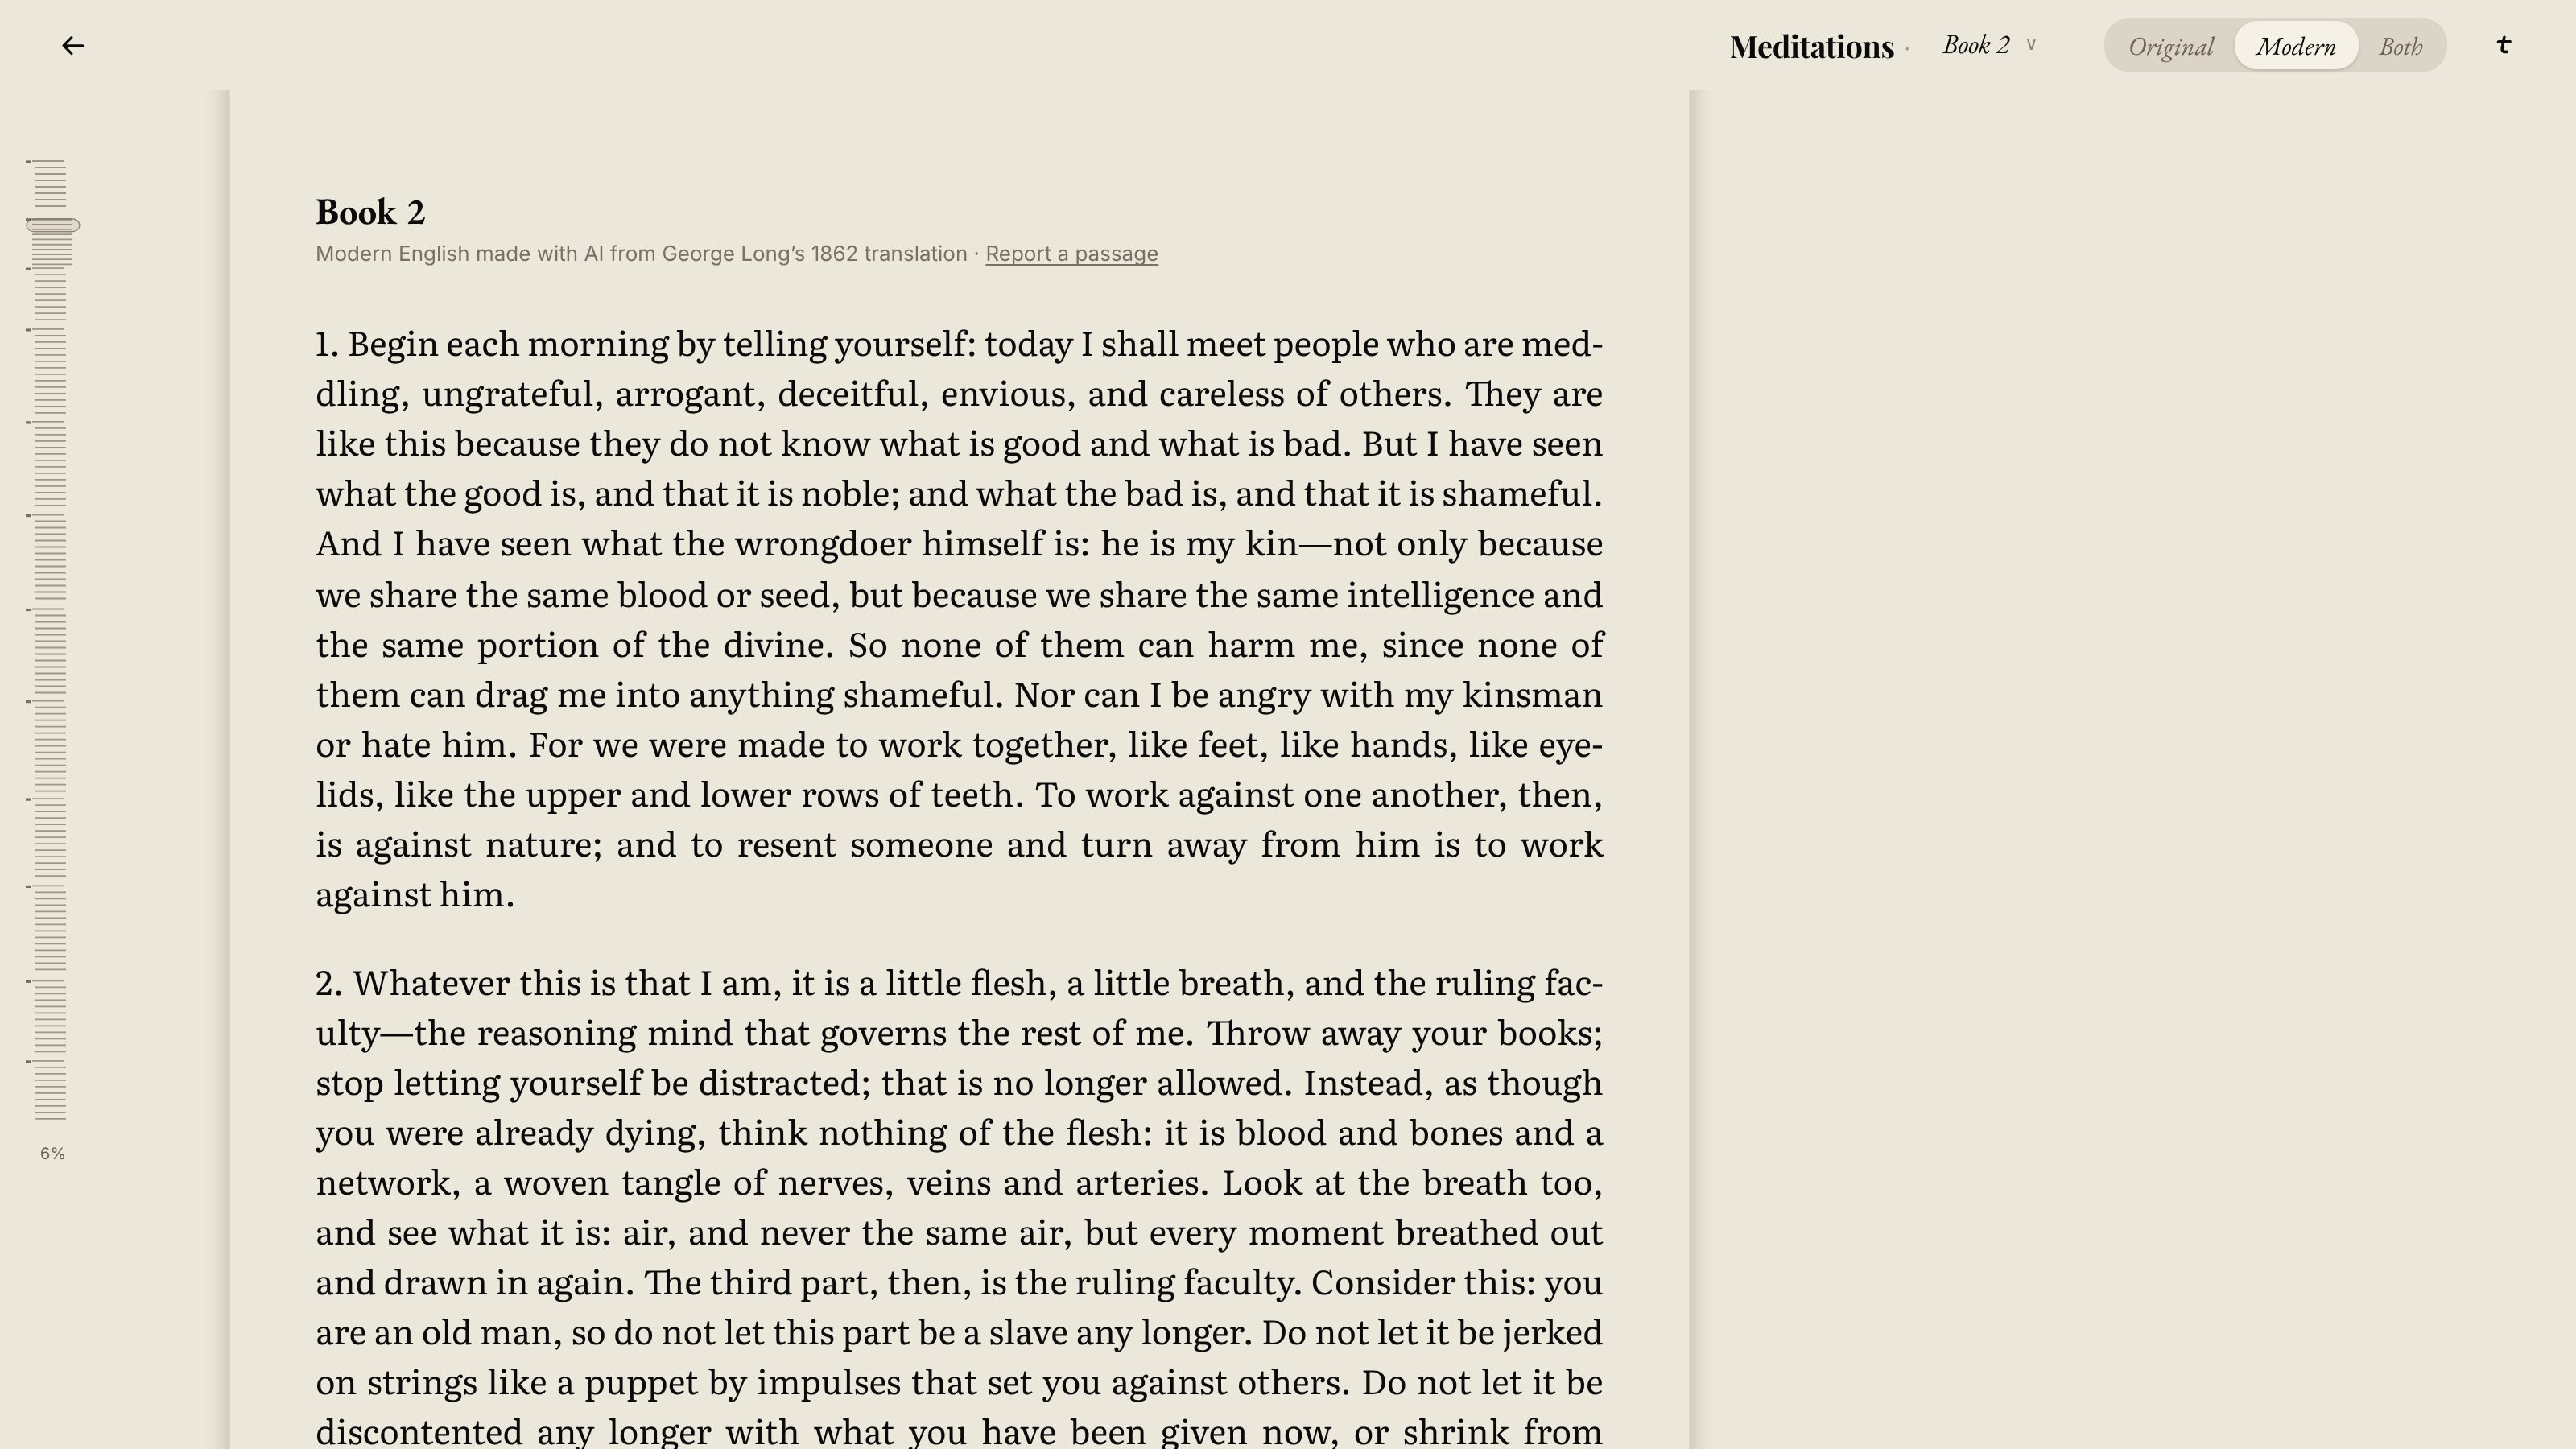 ←
Meditations · Book 2 ∨ Original Modern Both t
Book 2
Modern English made with AI from George Long’s 1862 translation · Report a passage
1. Begin each morning by telling yourself: today I shall meet people who are med-
dling, ungrateful, arrogant, deceitful, envious, and careless of others. They are
like this because they do not know what is good and what is bad. But I have seen
what the good is, and that it is noble; and what the bad is, and that it is shameful.
And I have seen what the wrongdoer himself is: he is my kin—not only because
we share the same blood or seed, but because we share the same intelligence and
the same portion of the divine. So none of them can harm me, since none of
them can drag me into anything shameful. Nor can I be angry with my kinsman
or hate him. For we were made to work together, like feet, like hands, like eye-
lids, like the upper and lower rows of teeth. To work against one another, then,
is against nature; and to resent someone and turn away from him is to work
against him.
2. Whatever this is that I am, it is a little flesh, a little breath, and the ruling fac-
ulty—the reasoning mind that governs the rest of me. Throw away your books;
stop letting yourself be distracted; that is no longer allowed. Instead, as though
you were already dying, think nothing of the flesh: it is blood and bones and a
network, a woven tangle of nerves, veins and arteries. Look at the breath too,
and see what it is: air, and never the same air, but every moment breathed out
and drawn in again. The third part, then, is the ruling faculty. Consider this: you
are an old man, so do not let this part be a slave any longer. Do not let it be jerked
on strings like a puppet by impulses that set you against others. Do not let it be
discontented any longer with what you have been given now, or shrink from
6%